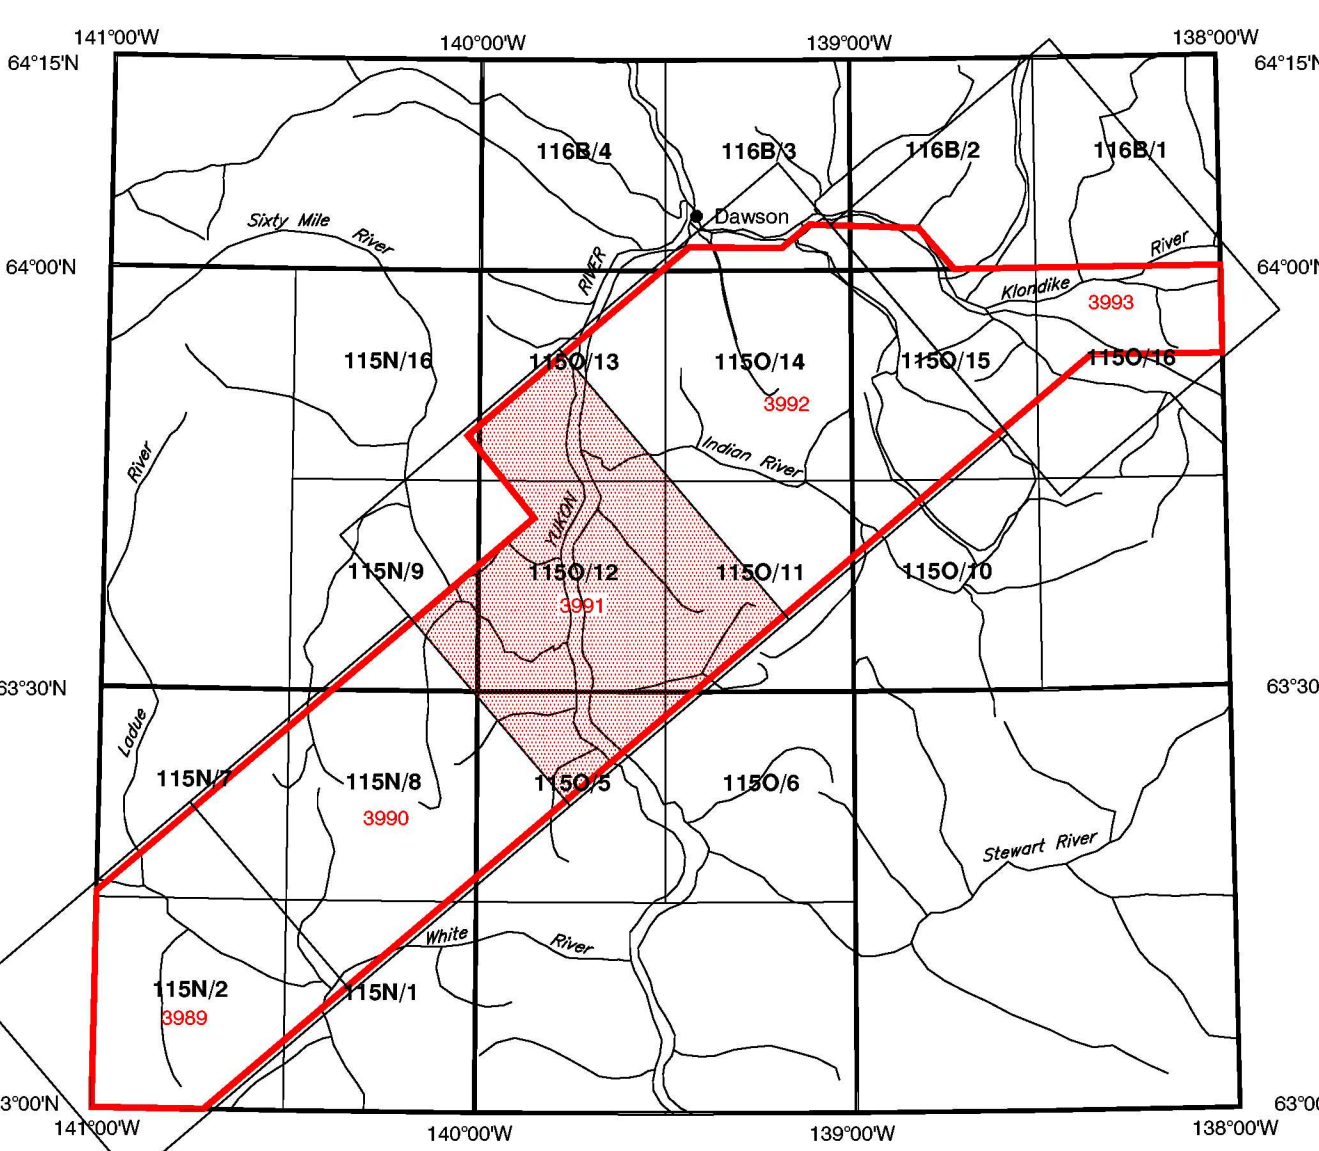 141°00'W
140°00'W
139°00'W
138°00'W
64°15'N
64°15'N
116B/4
116B/3
116B/2
116B/1
Dawson
Sixty Mile River
RIVER
River
64°00'N
64°00'N
Klondike
3993
115N/16
115O/13
115O/14
115O/15
115O/16
3992
River
Indian River
YUKON
115N/9
115O/12
115O/11
115O/10
3991
63°30'N
63°30
Ladue
115N/7
115N/8
115O/5
115O/6
3990
Stewart River
White River
115N/2
115N/1
3989
3°00'N
63°00
141°00'W
140°00'W
139°00'W
138°00'W